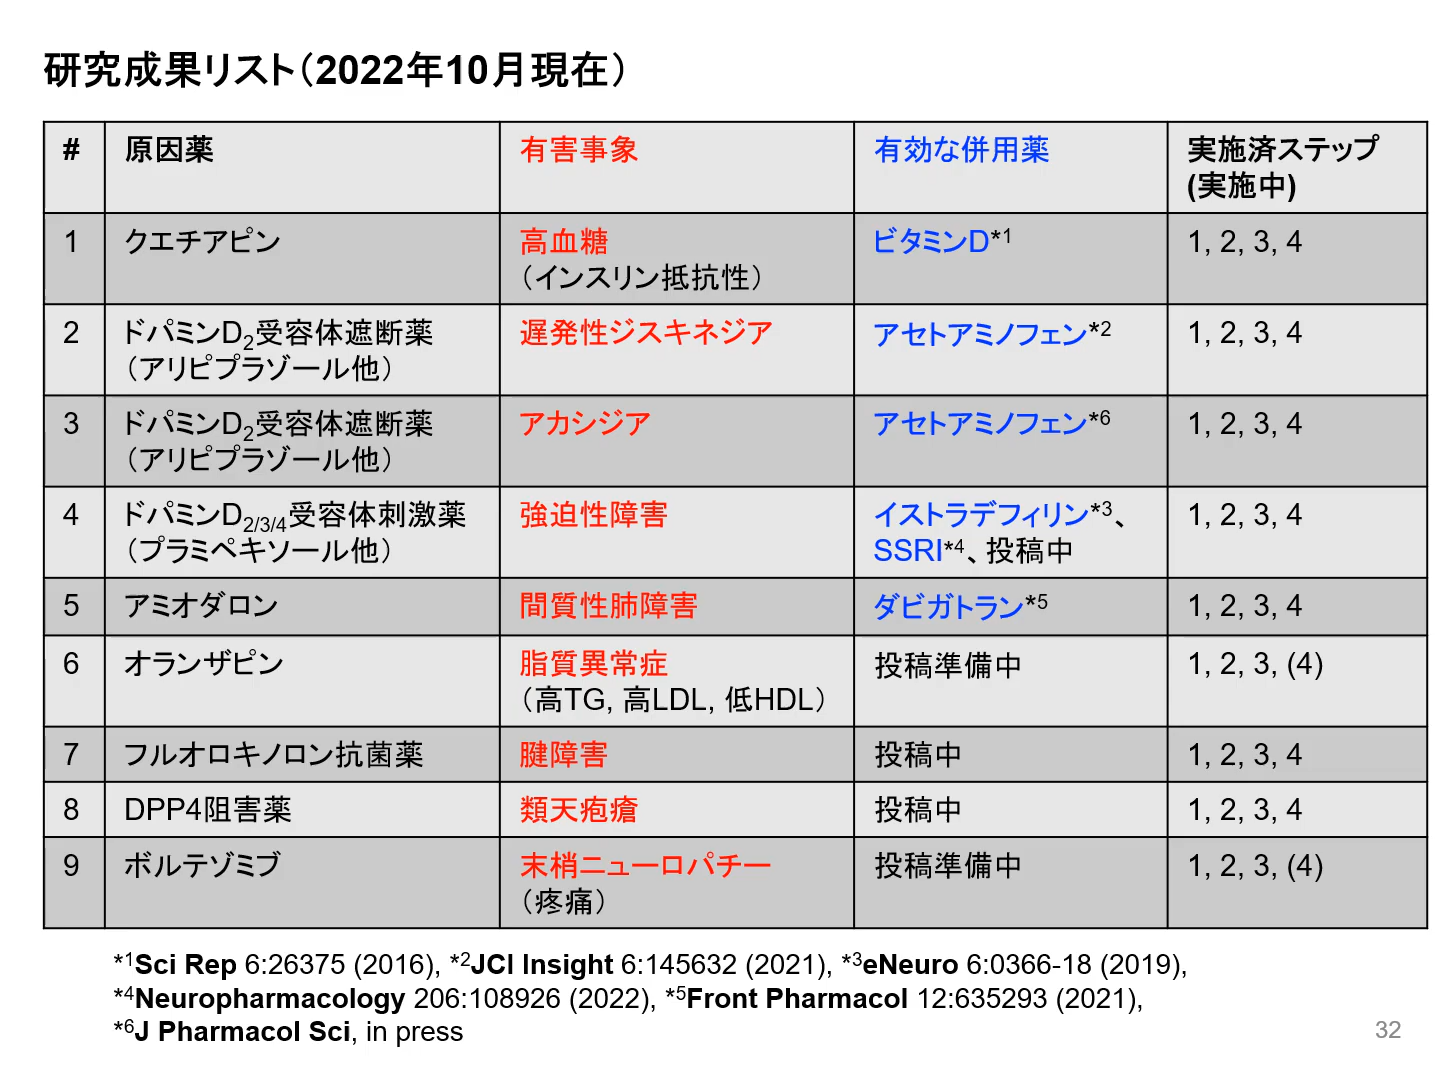 研究成果リスト（2022年10月現在）
# 原因薬 有害事象 有効な併用薬 実施済ステップ
(実施中)
1 クエチアピン 高血糖 ビタミンD*1 1, 2, 3, 4
（インスリン抵抗性）
2 ドパミンD2受容体遮断薬 遅発性ジスキネジア アセトアミノフェン*2 1, 2, 3, 4
（アリピプラゾール他）
3 ドパミンD2受容体遮断薬 アカシジア アセトアミノフェン*6 1, 2, 3, 4
（アリピプラゾール他）
4 ドパミンD2/3/4受容体刺激薬 強迫性障害 イストラデフィリン*3、 1, 2, 3, 4
（プラミペキソール他） SSRI*4、投稿中
5 アミオダロン 間質性肺障害 ダビガトラン*5 1, 2, 3, 4
6 オランザピン 脂質異常症 投稿準備中 1, 2, 3, (4)
（高TG, 高LDL, 低HDL）
7 フルオロキノロン抗菌薬 腱障害 投稿中 1, 2, 3, 4
8 DPP4阻害薬 類天疱瘡 投稿中 1, 2, 3, 4
9 ボルテゾミブ 末梢ニューロパチー 投稿準備中 1, 2, 3, (4)
（疼痛）
*1Sci Rep 6:26375 (2016), *2JCI Insight 6:145632 (2021), *3eNeuro 6:0366-18 (2019),
*4Neuropharmacology 206:108926 (2022), *5Front Pharmacol 12:635293 (2021),
*6J Pharmacol Sci, in press
32